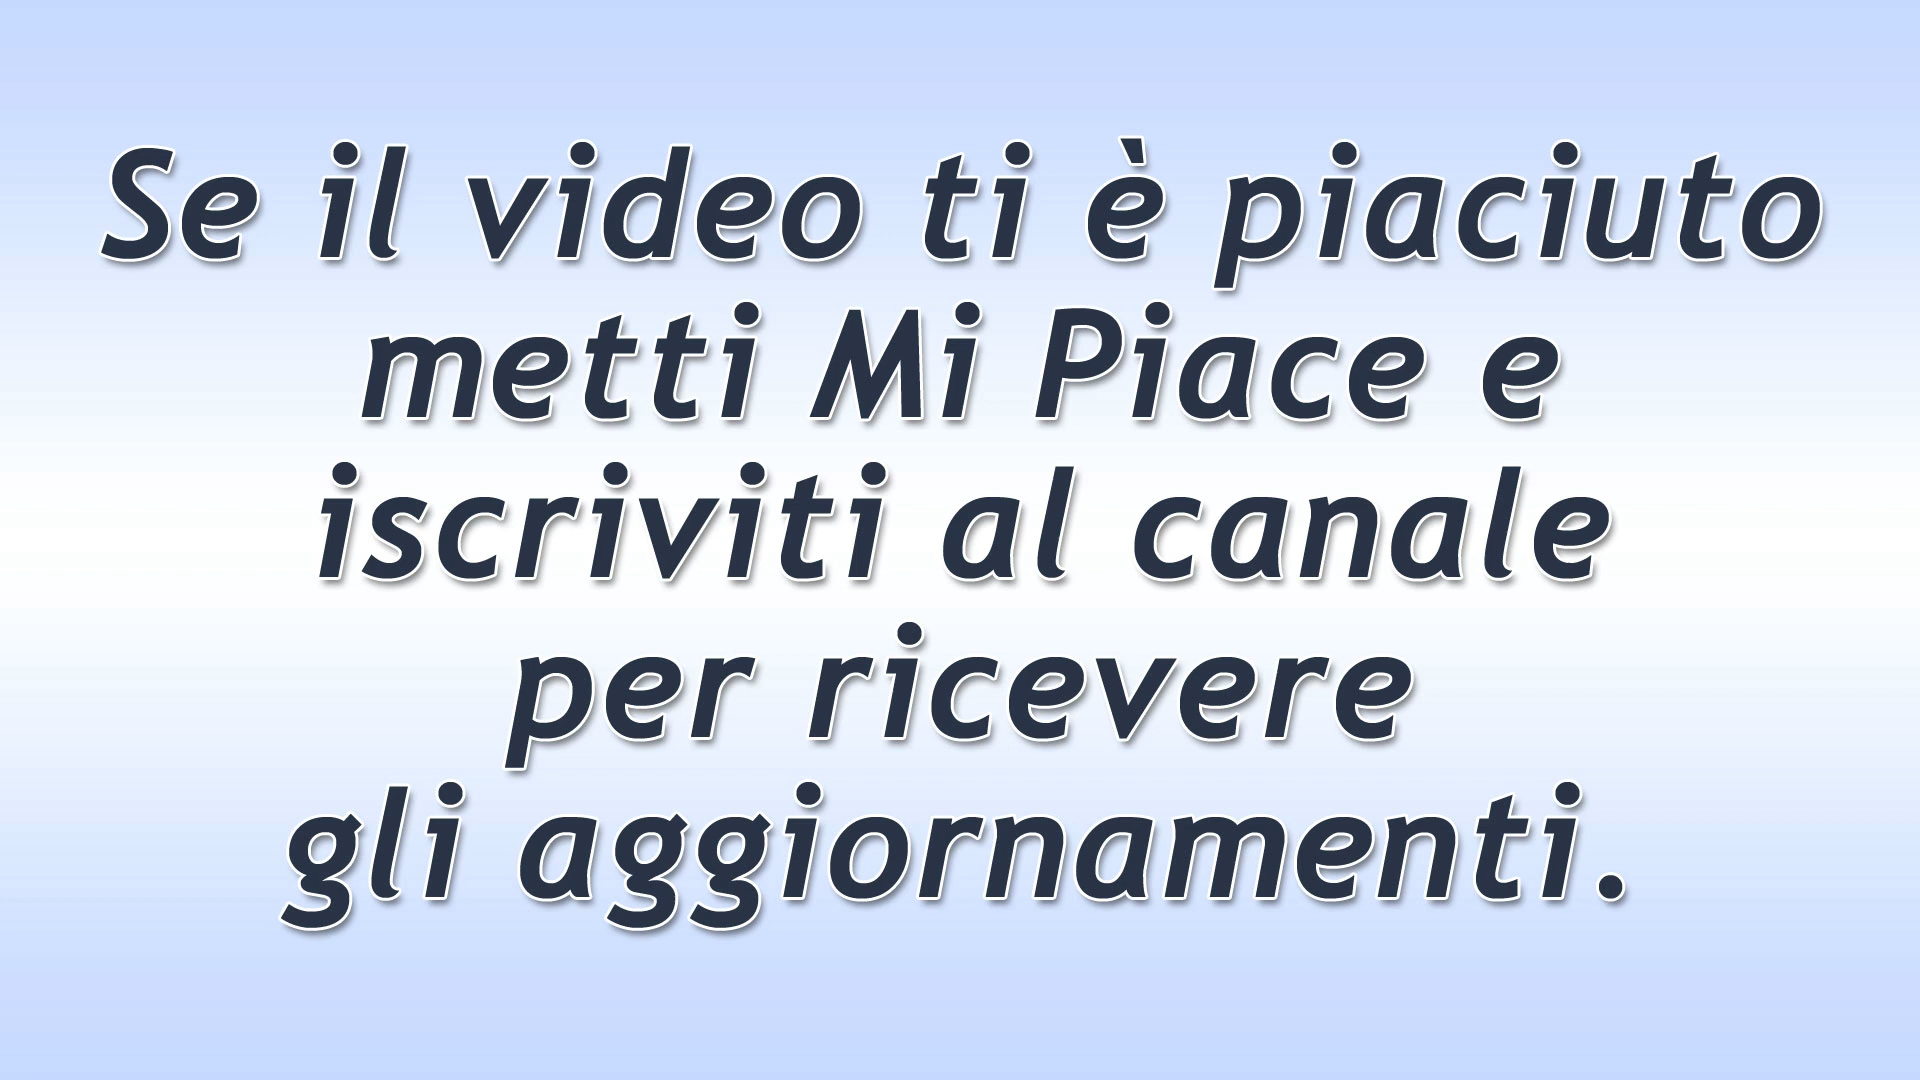 Se il video ti è piaciuto
metti Mi Piace e
iscriviti al canale
per ricevere
gli aggiornamenti.